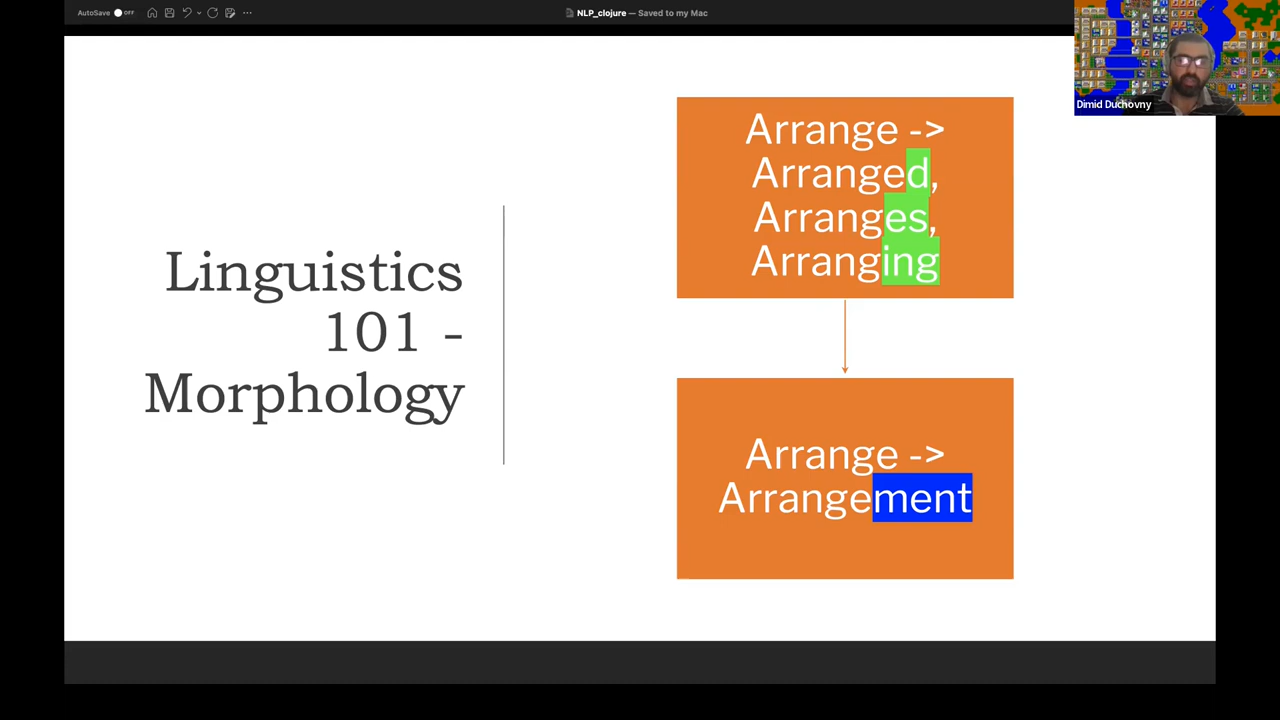 AutoSave OFF
NLP_clojure — Saved to my Mac
Dimid Duchovny
Linguistics
101 -
Morphology
Arrange ->
Arranged,
Arranges,
Arranging
Arrange ->
Arrangement